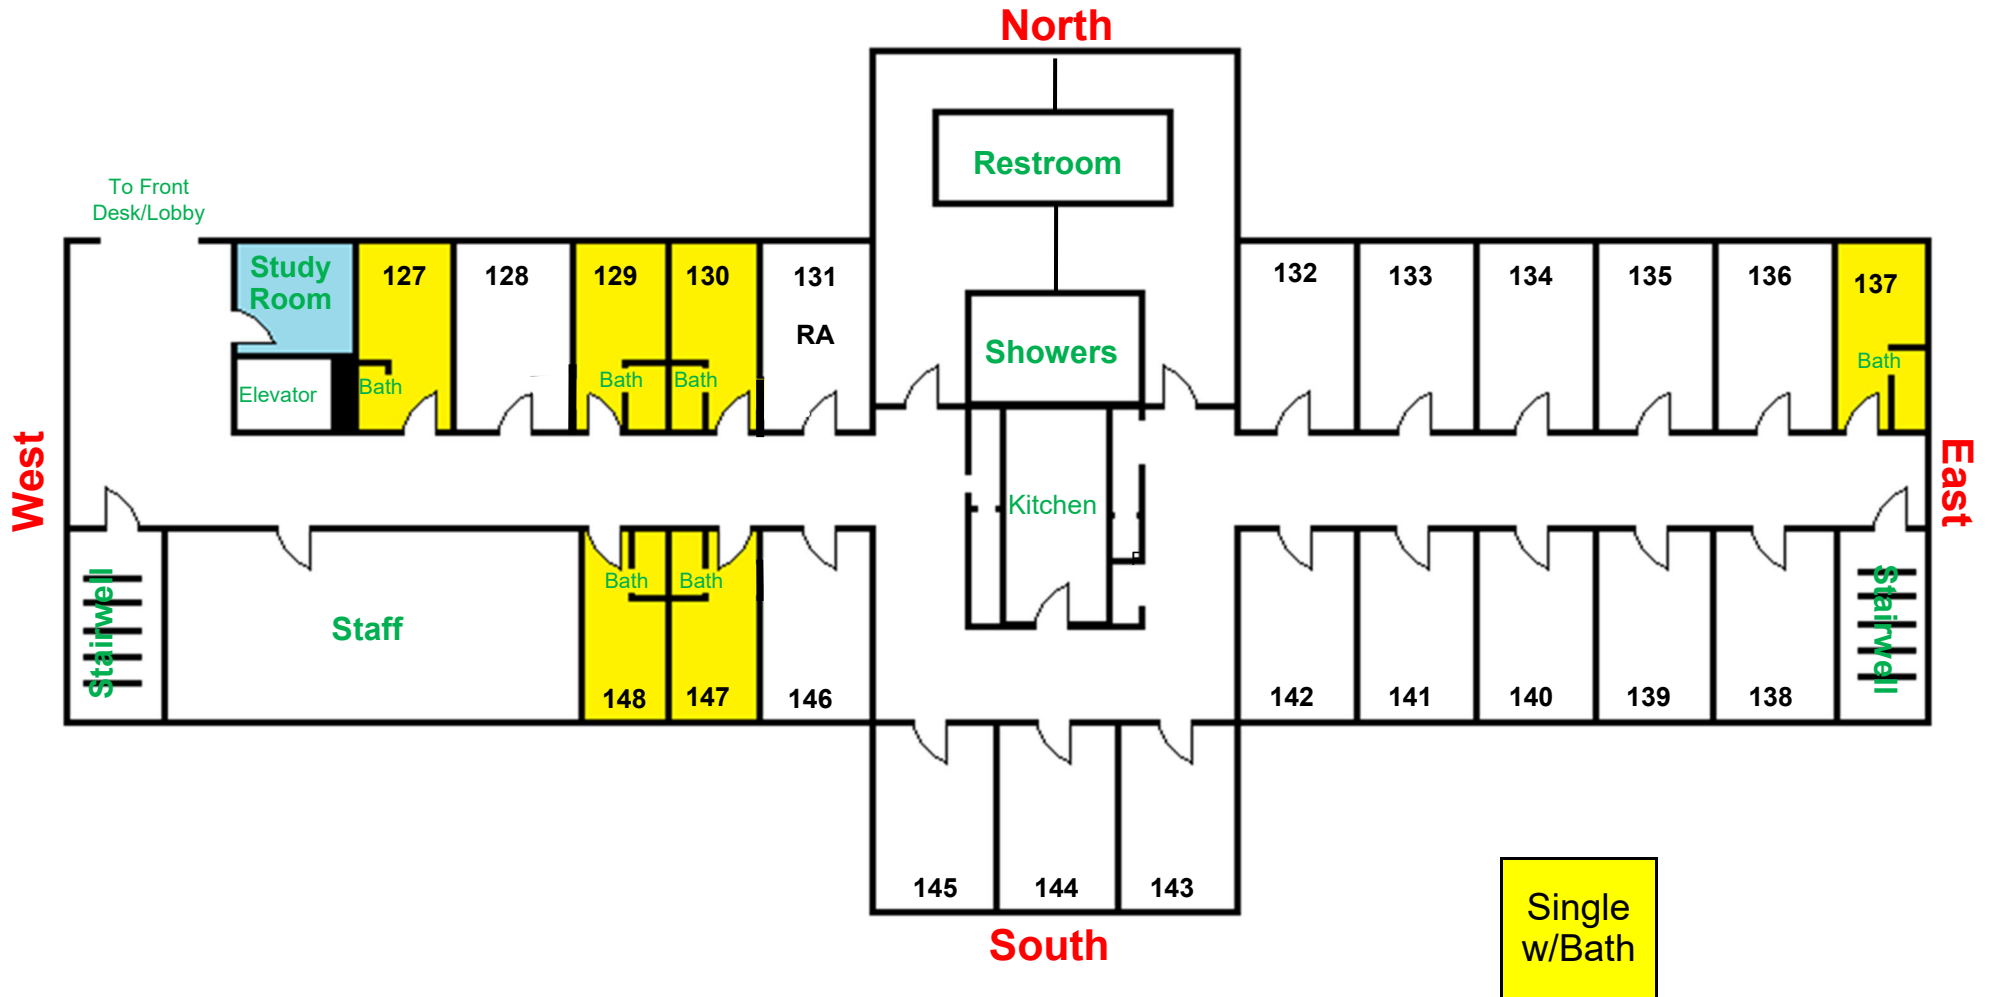 North
Restroom
To Front
Desk/Lobby
Study
Room
127
128
129
130
131
RA
132
133
134
135
136
137
Showers
Elevator
Bath
Bath
Bath
Bath
West
East
Kitchen
Stairwell
Staff
Bath
Bath
Stairwell
148
147
146
142
141
140
139
138
145
144
143
South
Single
w/Bath